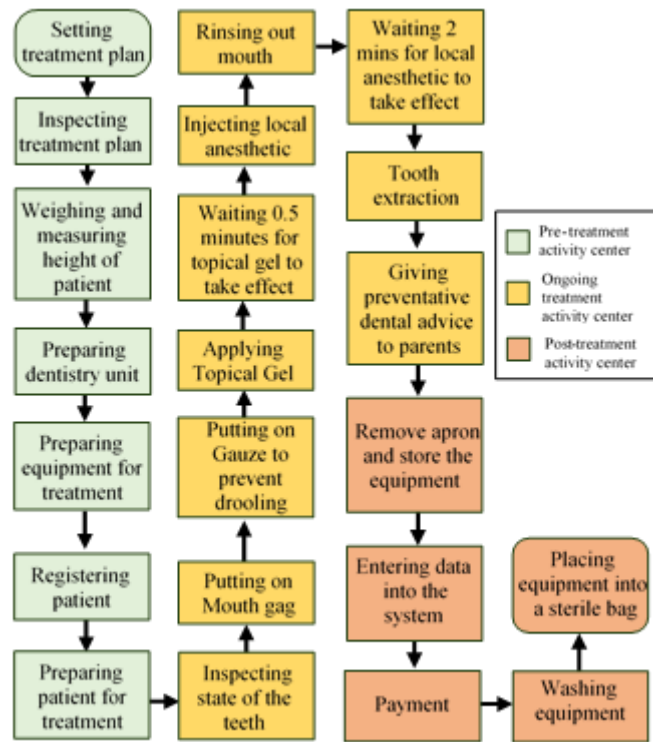 Setting
treatment plan
Inspecting
treatment plan
Weighing and
measuring
height of
patient
Preparing
dentistry unit
Preparing
equipment for
treatment
Registering
patient
Preparing
patient for
treatment
Inspecting
state of the
teeth
Putting on
Mouth gag
Putting on
Gauze to
prevent
drooling
Applying
Topical Gel
Waiting 0.5
minutes for
topical gel to
take effect
Injecting local
anesthetic
Rinsing out
mouth
Waiting 2
mins for local
anesthetic to
take effect
Tooth
extraction
Giving
preventative
dental advice
to parents
Remove apron
and store the
equipment
Entering data
into the
system
Payment
Washing
equipment
Placing
equipment into
a sterile bag
Pre-treatment
activity center
Ongoing
treatment
activity center
Post-treatment
activity center